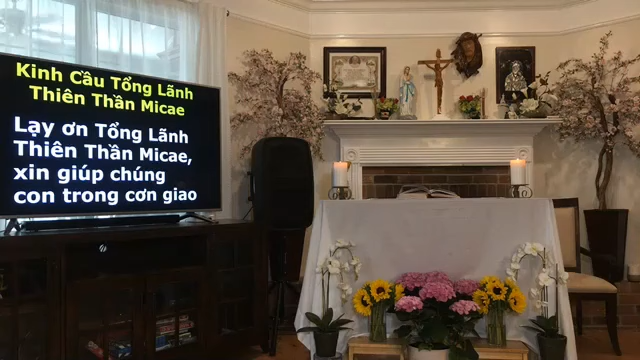 Kinh Cầu Tổng Lãnh
Thiên Thần Micae
Lạy ơn Tổng Lãnh
Thiên Thần Micae,
xin giúp chúng
con trong cơn giao